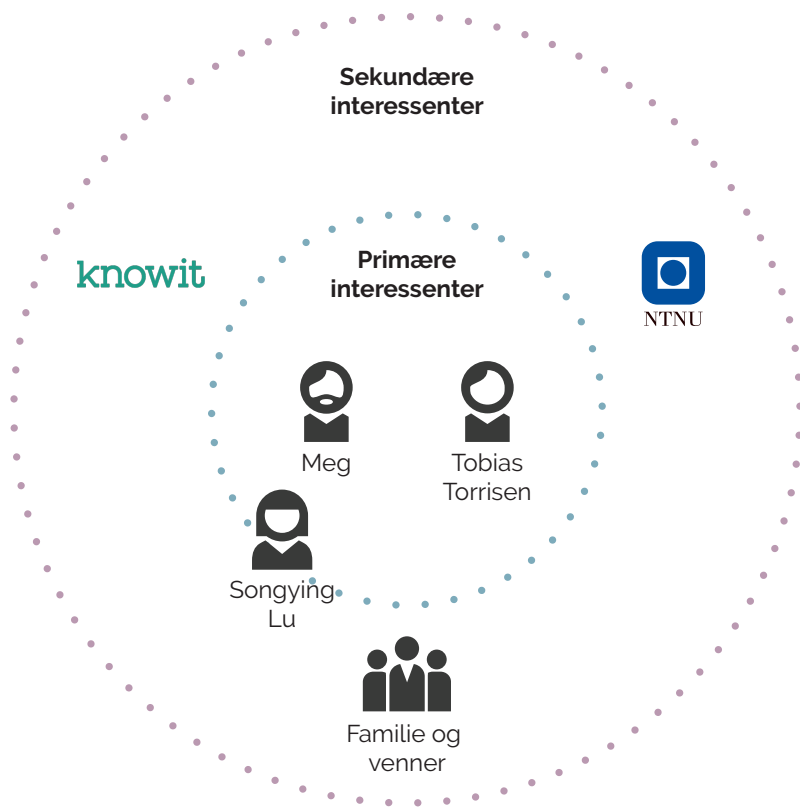 Sekundære
interessenter
knowit
Primære
interessenter
NTNU
Meg
Tobias
Torrisen
Songying
Lu
Familie og
venner